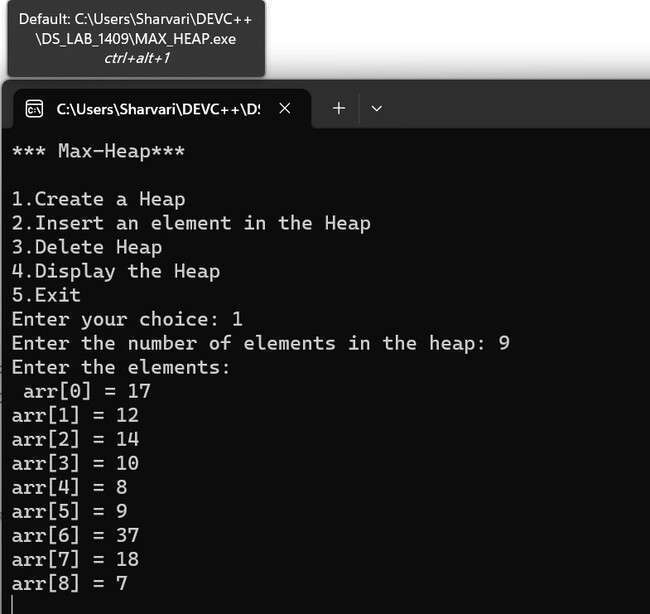 Default: C:\Users\Sharvari\DEVC++
\DS_LAB_1409\MAX_HEAP.exe
ctrl+alt+1
C:\Users\Sharvari\DEVC++\D!
*** Max-Heap***
1.Create a Heap
2.Insert an element in the Heap
3.Delete Heap
4.Display the Heap
5.Exit
Enter your choice: 1
Enter the number of elements in the heap: 9
Enter the elements:
arr[0] = 17
arr[1] = 12
arr[2] = 14
arr[3] = 10
arr[4] = 8
arr[5] = 9
arr[6] = 37
arr[7] = 18
arr[8] = 7